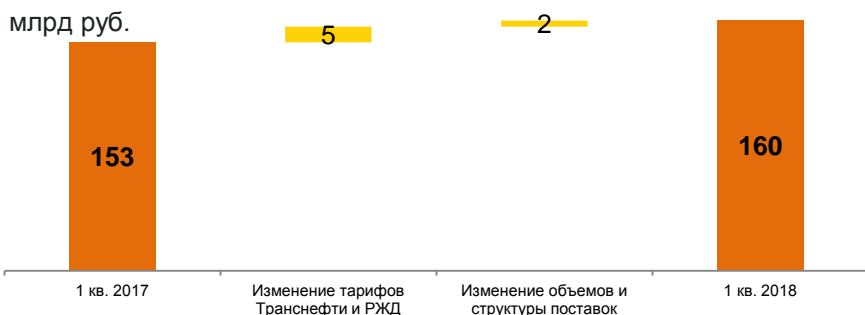 млрд руб.
5
2
153
160
1 кв. 2017
Изменение тарифов
Транснефти и РЖД
Изменение объемов и
структуры поставок
1 кв. 2018